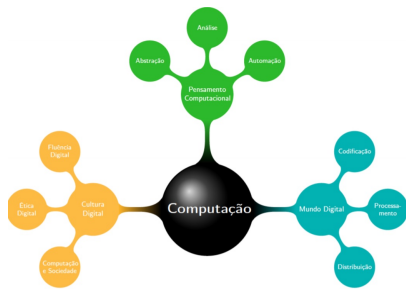 Análise
Abstração
Automação
Pensamento
Computacional
Fluência
Digital
Ética
Digital
Cultura
Digital
Computação
e Sociedade
Computação
Codificação
Mundo Digital
Processa-
mento
Distribuição